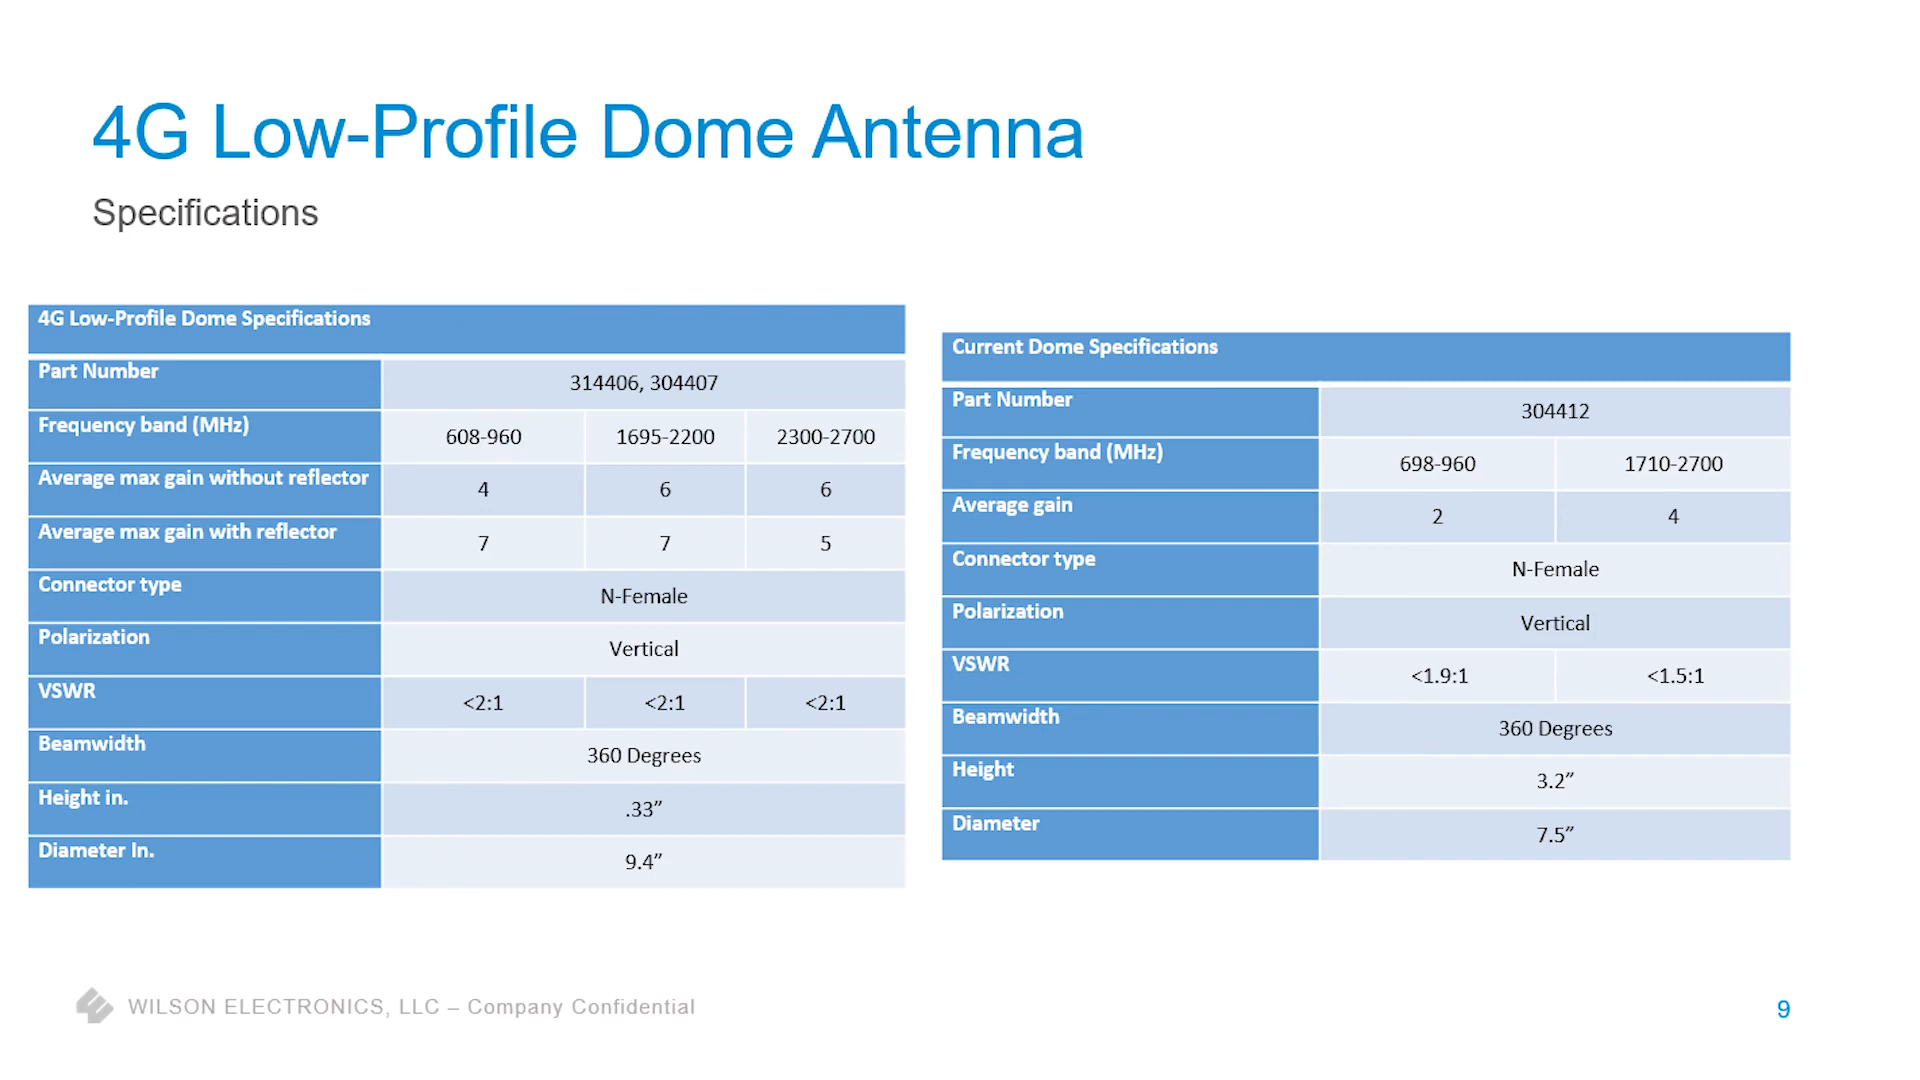 4G Low-Profile Dome Antenna
Specifications
4G Low-Profile Dome Specifications
Part Number 314406, 304407
Frequency band (MHz) 608-960 1695-2200 2300-2700
Average max gain without reflector 4 6 6
Average max gain with reflector 7 7 5
Connector type N-Female
Polarization Vertical
VSWR <2:1 <2:1 <2:1
Beamwidth 360 Degrees
Height in. .33”
Diameter In. 9.4”
Current Dome Specifications
Part Number 304412
Frequency band (MHz) 698-960 1710-2700
Average gain 2 4
Connector type N-Female
Polarization Vertical
VSWR <1.9:1 <1.5:1
Beamwidth 360 Degrees
Height 3.2”
Diameter 7.5”
WILSON ELECTRONICS, LLC – Company Confidential
9